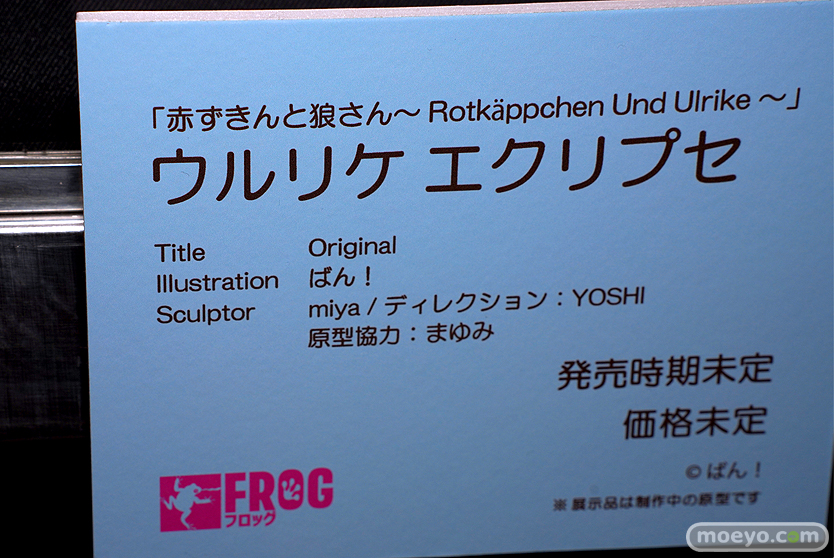 「赤ずきんと狼さん～ Rotkäppchen Und Ulrike ～」
ウルリケ エクリプセ
Title Original
Illustration ばん！
Sculptor miya / ディレクション：YOSHI
原型協力：まゆみ
発売時期未定
価格未定
©ばん！
※展示品は制作中の原型です
FROG
フロッグ
moeyo.com